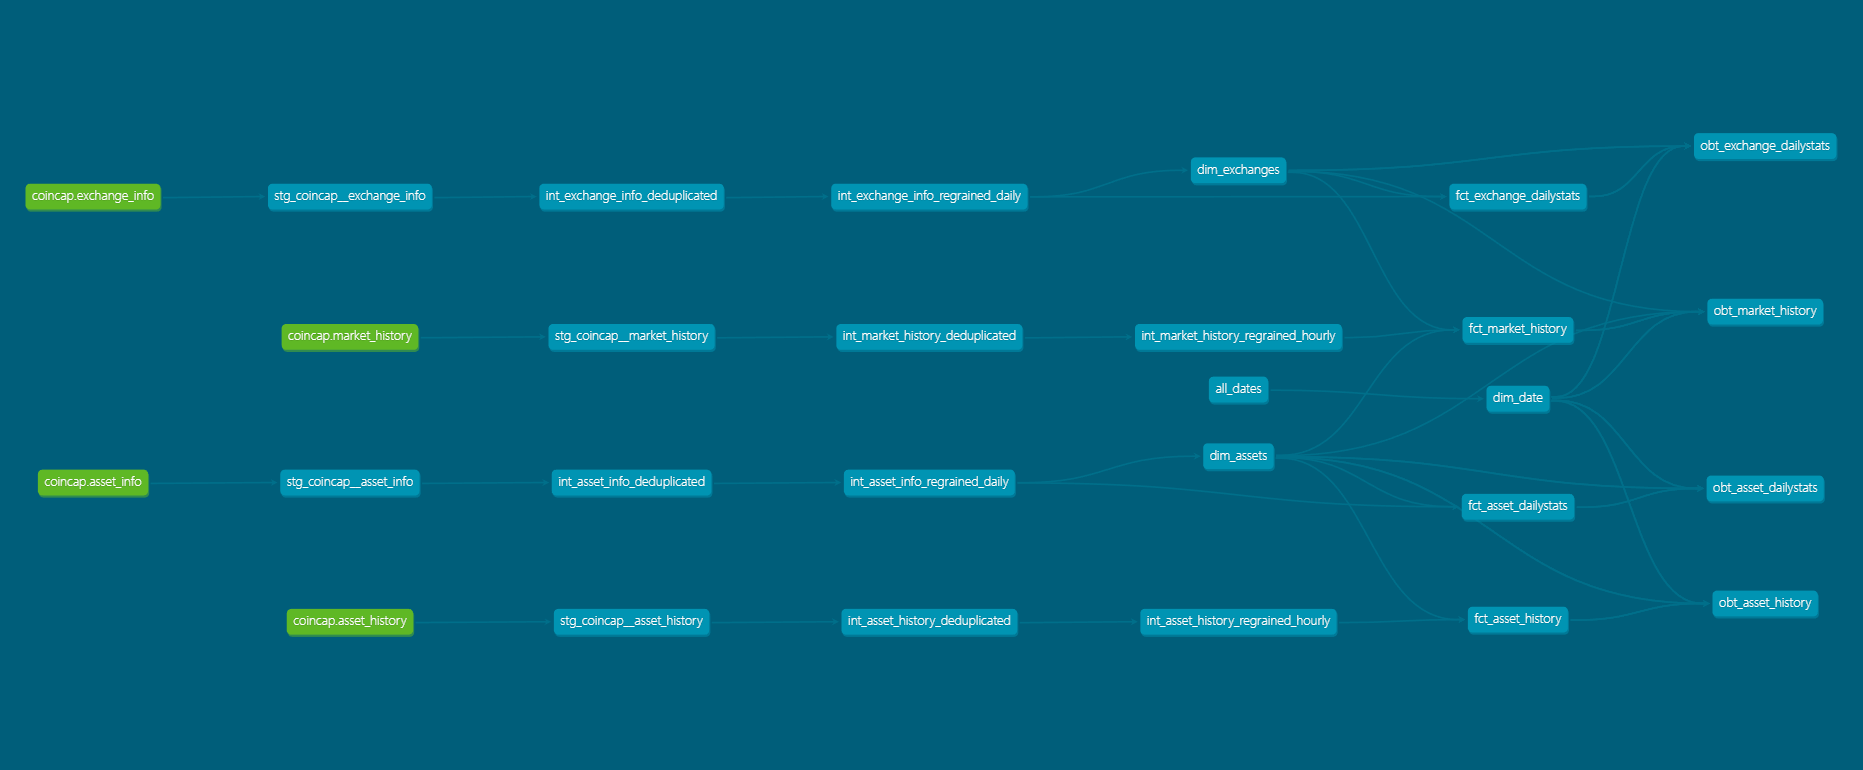 obt_exchange_dailystats
dim_exchanges
coincap.exchange_info
stg_coincap__exchange_info
int_exchange_info_deduplicated
int_exchange_info_regrained_daily
fct_exchange_dailystats
obt_market_history
coincap.market_history
stg_coincap__market_history
int_market_history_deduplicated
int_market_history_regrained_hourly
fct_market_history
all_dates
dim_date
dim_assets
coincap.asset_info
stg_coincap__asset_info
int_asset_info_deduplicated
int_asset_info_regrained_daily
obt_asset_dailystats
fct_asset_dailystats
obt_asset_history
coincap.asset_history
stg_coincap__asset_history
int_asset_history_deduplicated
int_asset_history_regrained_hourly
fct_asset_history